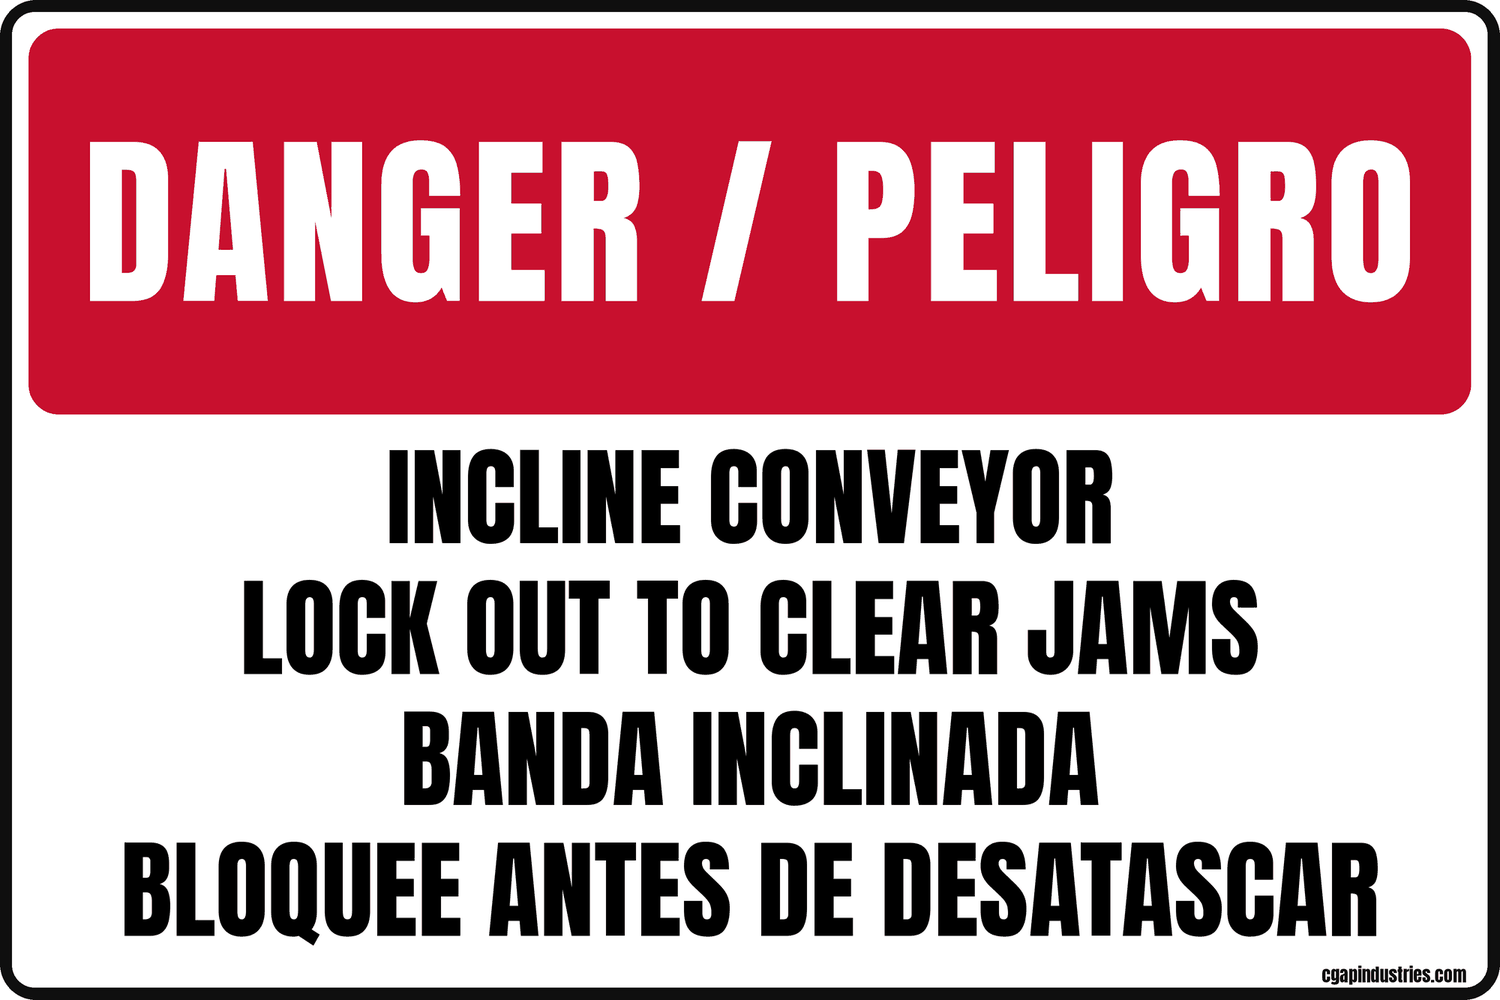 DANGER / PELIGRO
INCLINE CONVEYOR
LOCK OUT TO CLEAR JAMS
BANDA INCLINADA
BLOQUEE ANTES DE DESATASCAR
cgapindustries.com